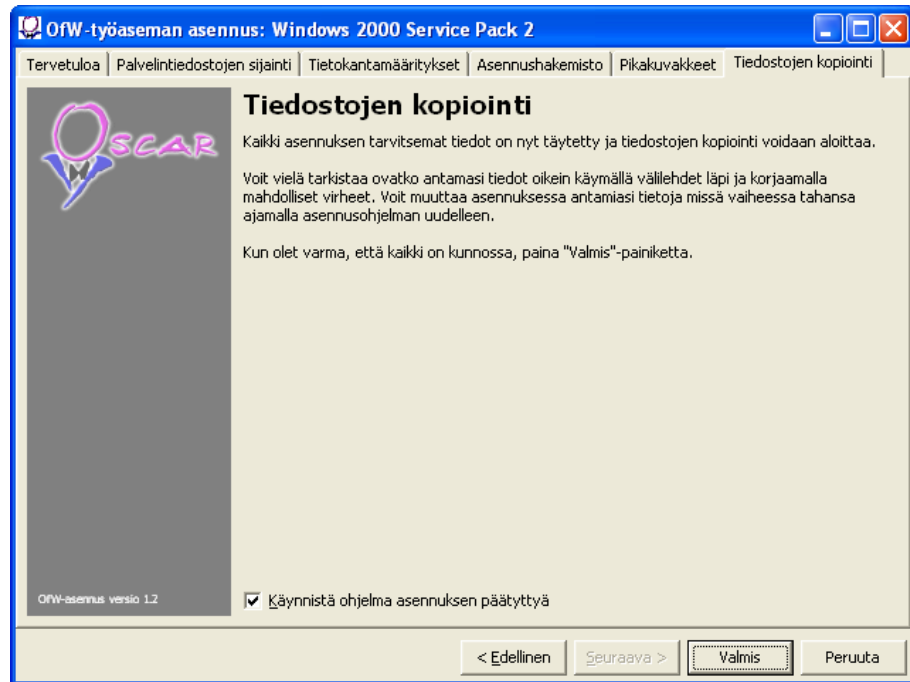 OfW-työaseman asennus: Windows 2000 Service Pack 2
Tervetuloa Palvelintiedostojen sijainti Tietokantamääritykset Asennushakemisto Pikakuvakkeet Tiedostojen kopiointi
OSCAR
Tiedostojen kopiointi
Kaikki asennuksen tarvitsemat tiedot on nyt täytetty ja tiedostojen kopiointi voidaan aloittaa.
Voit vielä tarkistaa ovatko antamasi tiedot oikein käymällä välilehdet läpi ja korjaamalla
mahdolliset virheet. Voit muuttaa asennuksessa antamiasi tietoja missä vaiheessa tahansa
ajamalla asennusohjelman uudelleen.
Kun olet varma, että kaikki on kunnossa, paina "Valmis"-painiketta.
OfW-asennus versio 1.2
Käynnistä ohjelma asennuksen päätyttyä
< Edellinen Seuraava > Valmis Peruuta